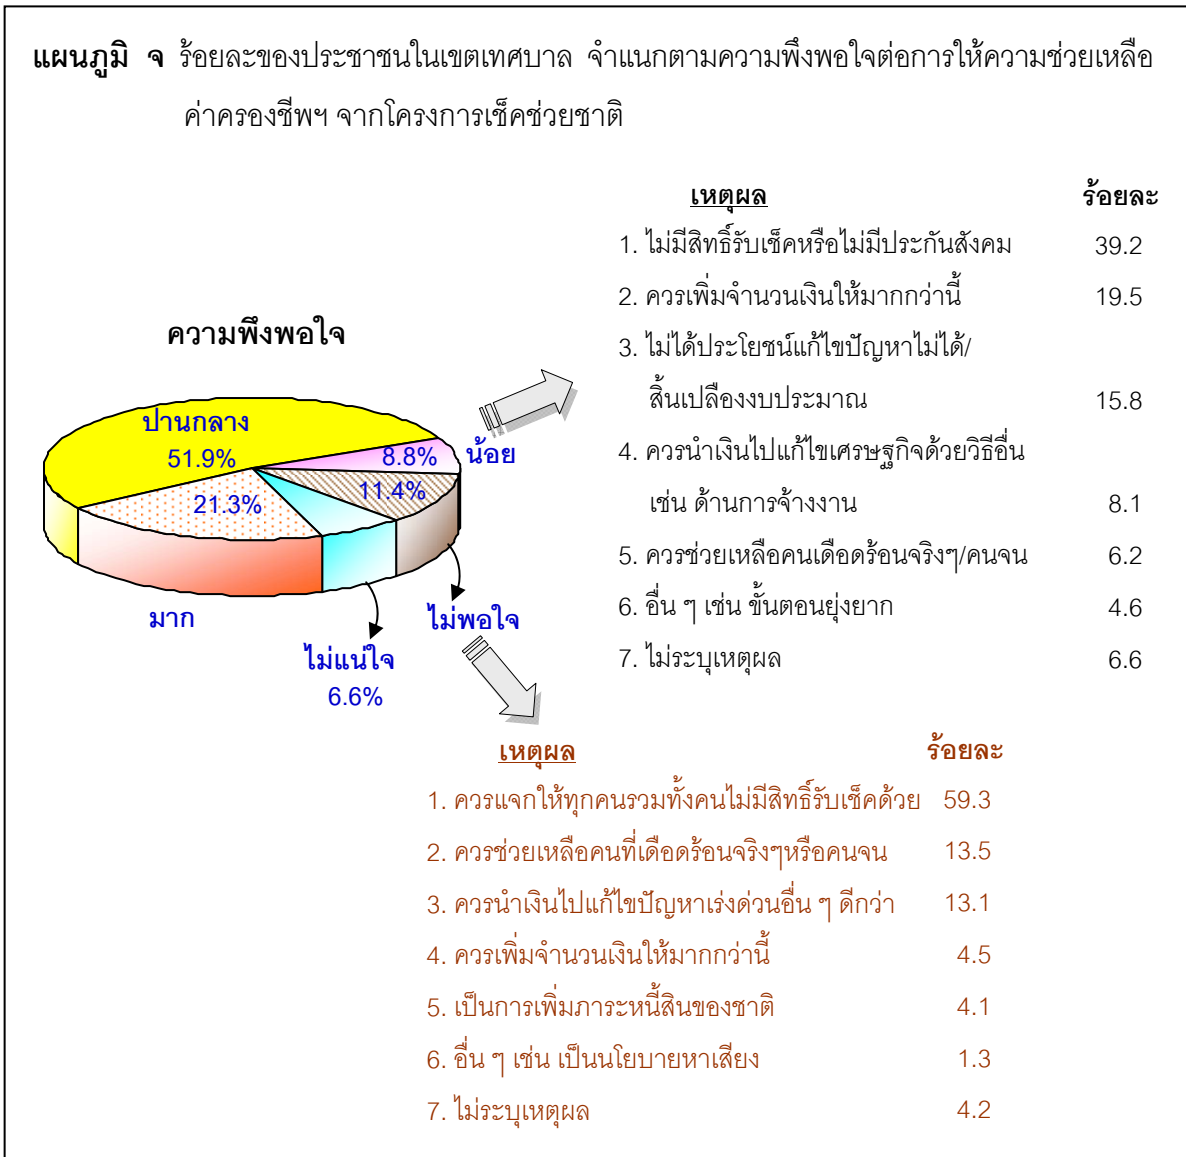 แผนภูมิ จ ร้อยละของประชาชนในเขตเทศบาล จำแนกตามความพึงพอใจต่อการให้ความช่วยเหลือ
ค่าครองชีพฯ จากโครงการเช็คช่วยชาติ
เหตุผล ร้อยละ
1. ไม่มีสิทธิ์รับเช็คหรือไม่มีประกันสังคม 39.2
2. ควรเพิ่มจำนวนเงินให้มากกว่านี้ 19.5
3. ไม่ได้ประโยชน์แก้ไขปัญหาไม่ได้/
สิ้นเปลืองงบประมาณ 15.8
4. ควรนำเงินไปแก้ไขเศรษฐกิจด้วยวิธีอื่น
เช่น ด้านการจ้างงาน 8.1
5. ควรช่วยเหลือคนเดือดร้อนจริงๆ/คนจน 6.2
6. อื่น ๆ เช่น ขั้นตอนยุ่งยาก 4.6
7. ไม่ระบุเหตุผล 6.6
ความพึงพอใจ
ปานกลาง
51.9%
8.8% น้อย
11.4%
21.3%
มาก
ไม่พอใจ
ไม่แน่ใจ
6.6%
เหตุผล ร้อยละ
1. ควรแจกให้ทุกคนรวมทั้งคนไม่มีสิทธิ์รับเช็คด้วย 59.3
2. ควรช่วยเหลือคนที่เดือดร้อนจริงๆหรือคนจน 13.5
3. ควรนำเงินไปแก้ไขปัญหาเร่งด่วนอื่น ๆ ดีกว่า 13.1
4. ควรเพิ่มจำนวนเงินให้มากกว่านี้ 4.5
5. เป็นการเพิ่มภาระหนี้สินของชาติ 4.1
6. อื่น ๆ เช่น เป็นนโยบายหาเสียง 1.3
7. ไม่ระบุเหตุผล 4.2